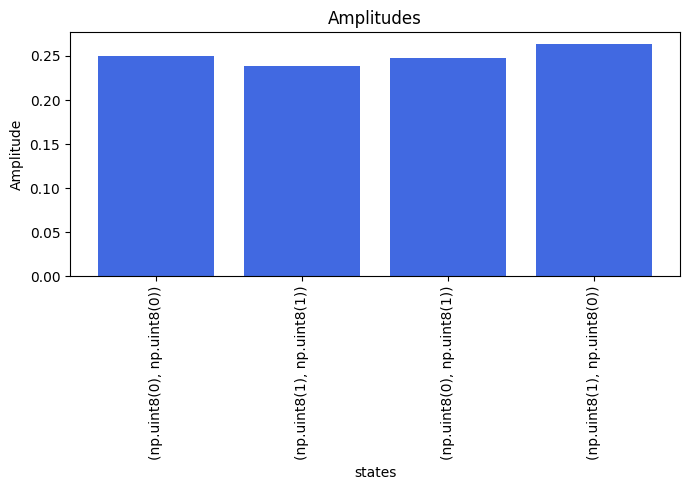 Amplitudes
Amplitude
0.25
0.20
0.15
0.10
0.05
0.00
(np.uint8(0), np.uint8(0))
(np.uint8(1), np.uint8(1))
(np.uint8(0), np.uint8(1))
(np.uint8(1), np.uint8(0))
states